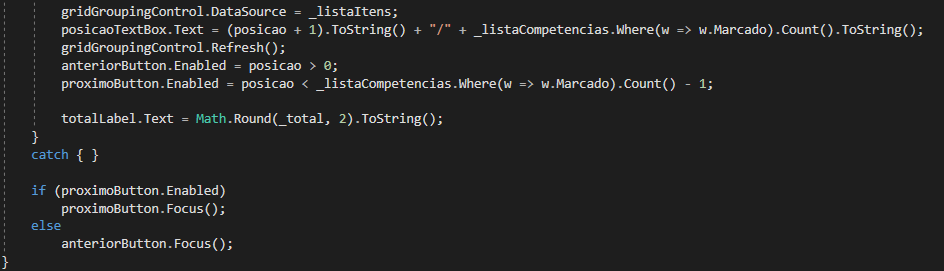 gridGroupingControl.DataSource = _listaItens;
posicaoTextBox.Text = (posicao + 1).ToString() + "/" + _listaCompetencias.Where(w => w.Marcado).Count().ToString();
gridGroupingControl.Refresh();
anteriorButton.Enabled = posicao > 0;
proximoButton.Enabled = posicao < _listaCompetencias.Where(w => w.Marcado).Count() - 1;
totalLabel.Text = Math.Round(_total, 2).ToString();
}
catch { }
if (proximoButton.Enabled)
proximoButton.Focus();
else
anteriorButton.Focus();
}